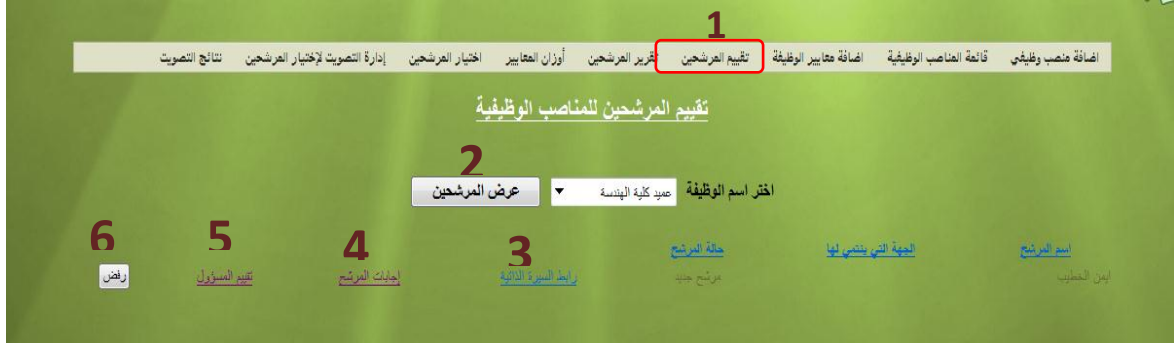 1
اضافة منصب وظيفي قائمة المناصب الوظيفية اضافة معايير الوظيفة تقييم المرشحين تقرير المرشحين أوزان المعايير اختيار المرشحين إدارة التصويت لإختيار المرشحين نتائج التصويت
تقييم المرشحين للمناصب الوظيفية
2
اختر اسم الوظيفة عميد كلية الهندسة عرض المرشحين
3 4 5 6
اسم المرشح الجهة التي ينتمي لها حالة المرشح
ايمن الخطيب مرشح جديد رابط السيرة الذاتية إجابات المرشح تقييم المسؤول رفض